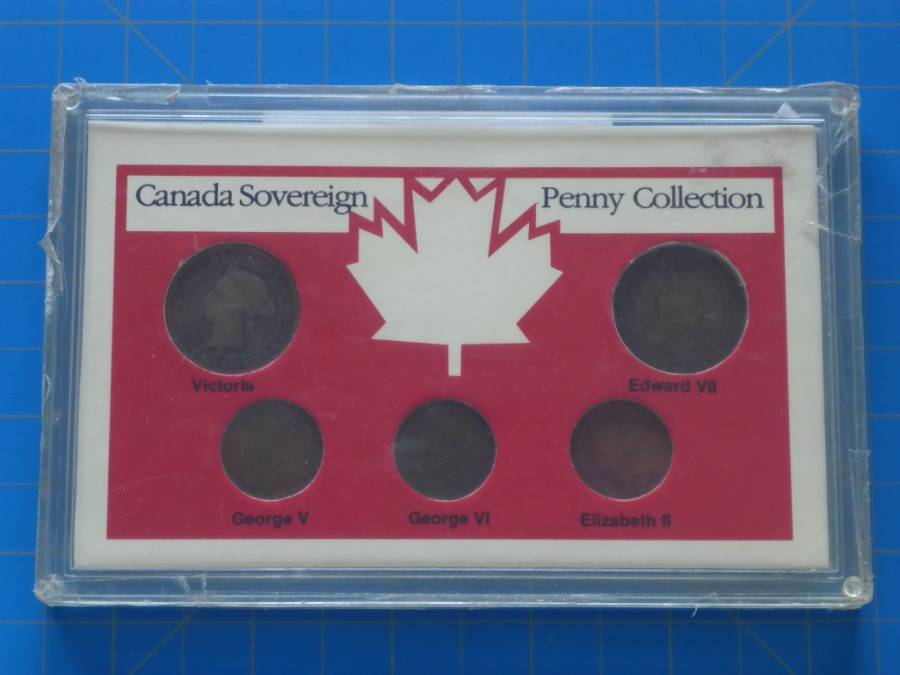 Canada Sovereign Penny Collection
Victoria Edward VII
George V George VI Elizabeth II